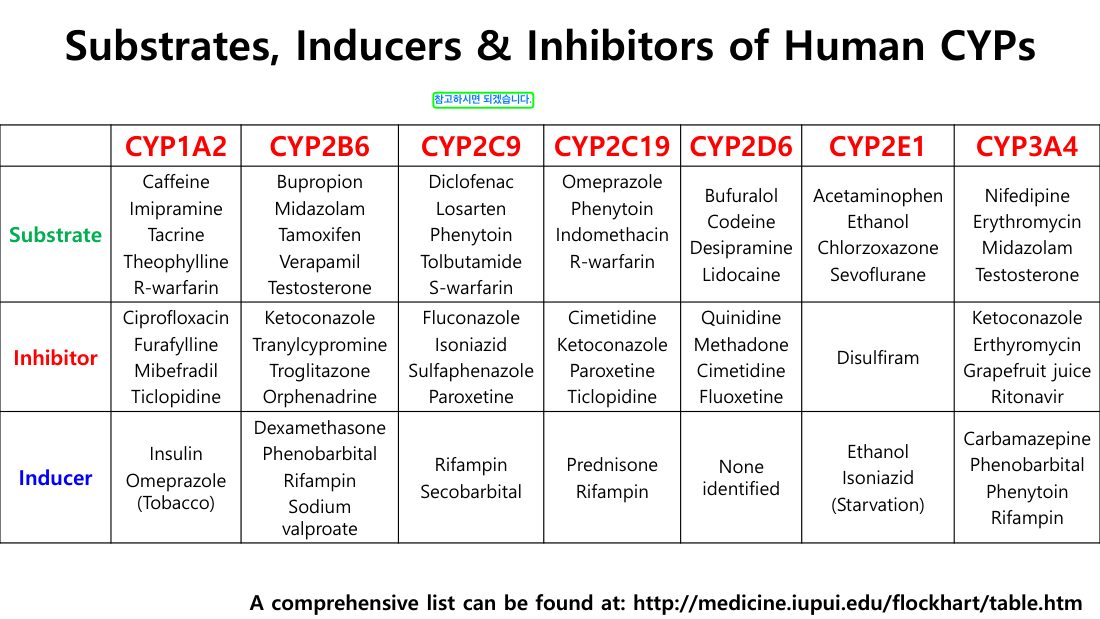 Substrates, Inducers & Inhibitors of Human CYPs
참고하시면 되겠습니다.
CYP1A2 CYP2B6 CYP2C9 CYP2C19 CYP2D6 CYP2E1 CYP3A4
Substrate
Caffeine
Imipramine
Tacrine
Theophylline
R-warfarin
Bupropion
Midazolam
Tamoxifen
Verapamil
Testosterone
Diclofenac
Losarten
Phenytoin
Tolbutamide
S-warfarin
Omeprazole
Phenytoin
Indomethacin
R-warfarin
Bufuralol
Codeine
Desipramine
Lidocaine
Acetaminophen
Ethanol
Chlorzoxazone
Sevoflurane
Nifedipine
Erythromycin
Midazolam
Testosterone
Inhibitor
Ciprofloxacin
Furafylline
Mibefradil
Ticlopidine
Ketoconazole
Tranylcypromine
Troglitazone
Orphenadrine
Fluconazole
Isoniazid
Sulfaphenazole
Paroxetine
Cimetidine
Ketoconazole
Paroxetine
Ticlopidine
Quinidine
Methadone
Cimetidine
Fluoxetine
Disulfiram
Ketoconazole
Erthyromycin
Grapefruit juice
Ritonavir
Inducer
Insulin
Omeprazole
(Tobacco)
Dexamethasone
Phenobarbital
Rifampin
Sodium
valproate
Rifampin
Secobarbital
Prednisone
Rifampin
None
identified
Ethanol
Isoniazid
(Starvation)
Carbamazepine
Phenobarbital
Phenytoin
Rifampin
A comprehensive list can be found at: http://medicine.iupui.edu/flockhart/table.htm